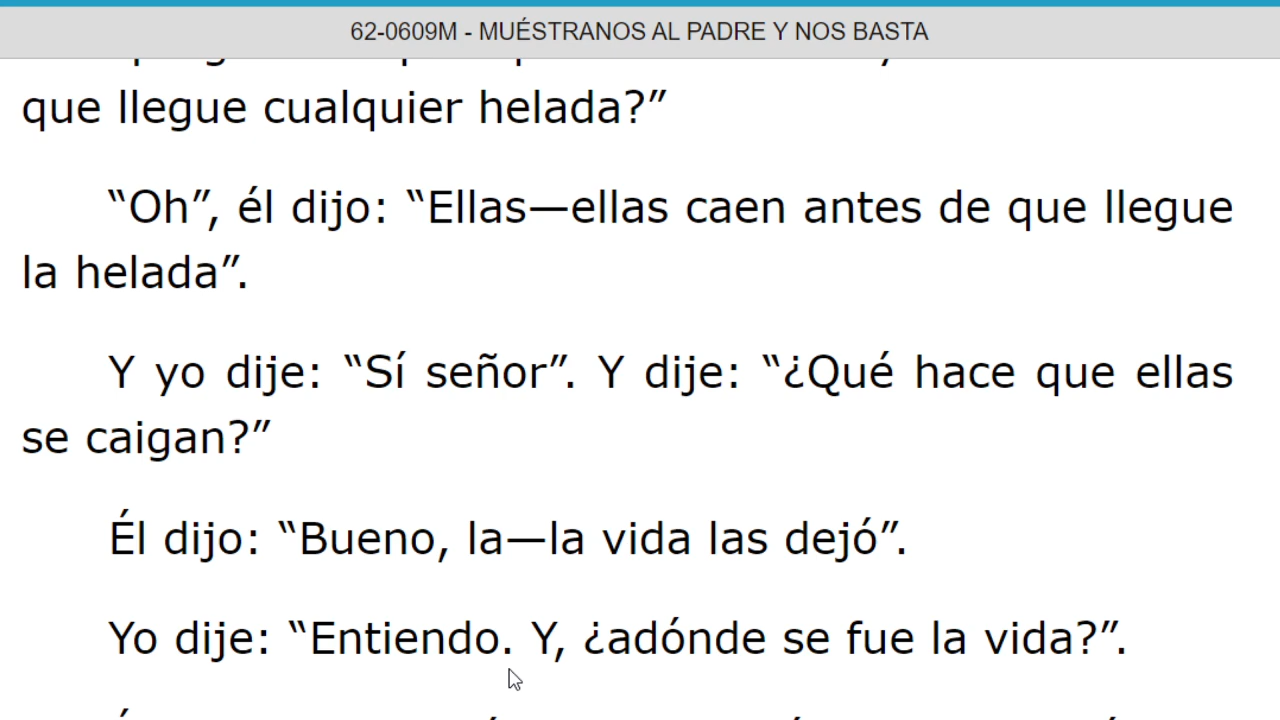 62-0609M - MUÉSTRANOS AL PADRE Y NOS BASTA
que llegue cualquier helada?”
“Oh”, él dijo: “Ellas—ellas caen antes de que llegue
la helada”.
Y yo dije: “Sí señor”. Y dije: “¿Qué hace que ellas
se caigan?”
Él dijo: “Bueno, la—la vida las dejó”.
Yo dije: “Entiendo. Y, ¿adónde se fue la vida?”.